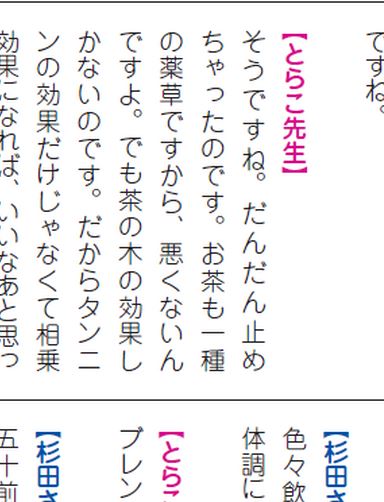 ですね。
【とらこ先生】
そうですね。だんだん止め
ちゃったのです。お茶も一種
の薬草ですから、悪くないん
ですよ。でも茶の木の効果し
かないのです。だからタンニ
ンの効果だけじゃなくて相乗
効果になれば、いいなあと思っ
【杉田さ
色々飲
体調に
【とらこ
ブレン
【杉田さ
五十前